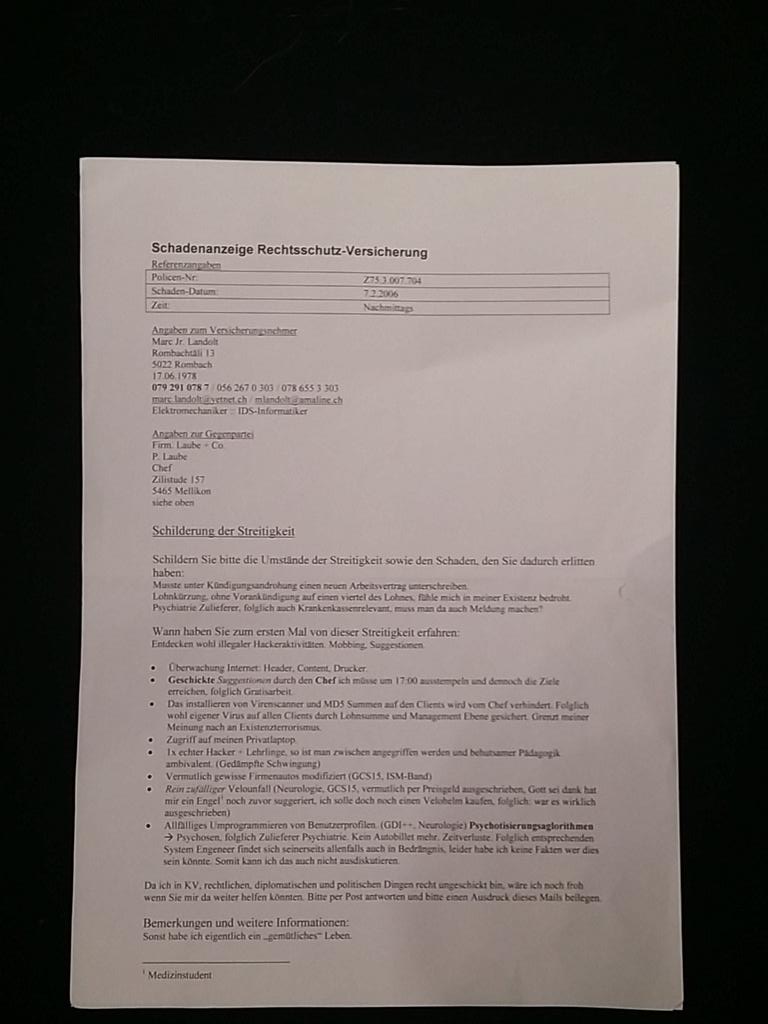 Schadenanzeige Rechtsschutz-Versicherung
Referenzangaben
Policen-Nr: Z75.3.007.704
Schaden-Datum: 7.2.2006
Zeit: Nachmittags
Angaben zum Versicherungsnehmer
Marc Jr. Landolt
Rombachtäli 13
5022 Rombach
17.06.1978
079 291 078 7 / 056 267 0 303 / 078 655 3 303
marc.landolt@yetnet.ch / mlandolt@amaline.ch
Elektromechaniker :: IDS-Informatiker
Angaben zur Gegenpartei
Firm. Laube + Co.
P. Laube
Chef
Zilistude 157
5465 Mellikon
siehe oben
Schilderung der Streitigkeit
Schildern Sie bitte die Umstände der Streitigkeit sowie den Schaden, den Sie dadurch erlitten
haben:
Musste unter Kündigungsandrohung einen neuen Arbeitsvertrag unterschreiben.
Lohnkürzung, ohne Vorankündigung auf einen viertel des Lohnes, fühle mich in meiner Existenz bedroht.
Psychiatrie Zulieferer, folglich auch Krankenkassenrelevant, muss man da auch Meldung machen?
Wann haben Sie zum ersten Mal von dieser Streitigkeit erfahren:
Entdecken wohl illegaler Hackeraktivitäten. Mobbing, Suggestionen.
• Überwachung Internet: Header, Content, Drucker.
• Geschickte Suggestionen durch den Chef ich müsse um 17:00 ausstempeln und dennoch die Ziele
erreichen, folglich Gratisarbeit.
• Das installieren von Virenscanner und MD5 Summen auf den Clients wird vom Chef verhindert. Folglich
wohl eigener Virus auf allen Clients durch Lohnsumme und Management Ebene gesichert. Grenzt meiner
Meinung nach an Existenzterrorismus.
• Zugriff auf meinen Privatlaptop.
• 1x echter Hacker + Lehrlinge, so ist man zwischen angegriffen werden und behutsamer Pädagogik
ambivalent. (Gedämpfte Schwingung)
• Vermutlich gewisse Firmenautos modifiziert (GCS15, ISM-Band)
• Rein zufälliger Velounfall (Neurologie, GCS15, vermutlich per Preisgeld ausgeschrieben, Gott sei dank hat
mir ein Engel¹ noch zuvor suggeriert, ich solle doch noch einen Velohelm kaufen, folglich: war es wirklich
ausgeschrieben)
• Allfälliges Umprogrammieren von Benutzerprofilen. (GDI++, Neurologie) Psychotisierungsaglorithmen
→ Psychosen, folglich Zulieferer Psychiatrie. Kein Autobillet mehr. Zeitverluste. Folglich entsprechenden
System Engeneer findet sich seinerseits allenfalls auch in Bedrängnis, leider habe ich keine Fakten wer dies
sein könnte. Somit kann ich das auch nicht ausdiskutieren.
Da ich in KV, rechtlichen, diplomatischen und politischen Dingen recht ungeschickt bin, wäre ich noch froh
wenn Sie mir da weiter helfen könnten. Bitte per Post antworten und bitte einen Ausdruck dieses Mails beilegen.
Bemerkungen und weitere Informationen:
Sonst habe ich eigentlich ein „gemütliches“ Leben.
¹ Medizinstudent